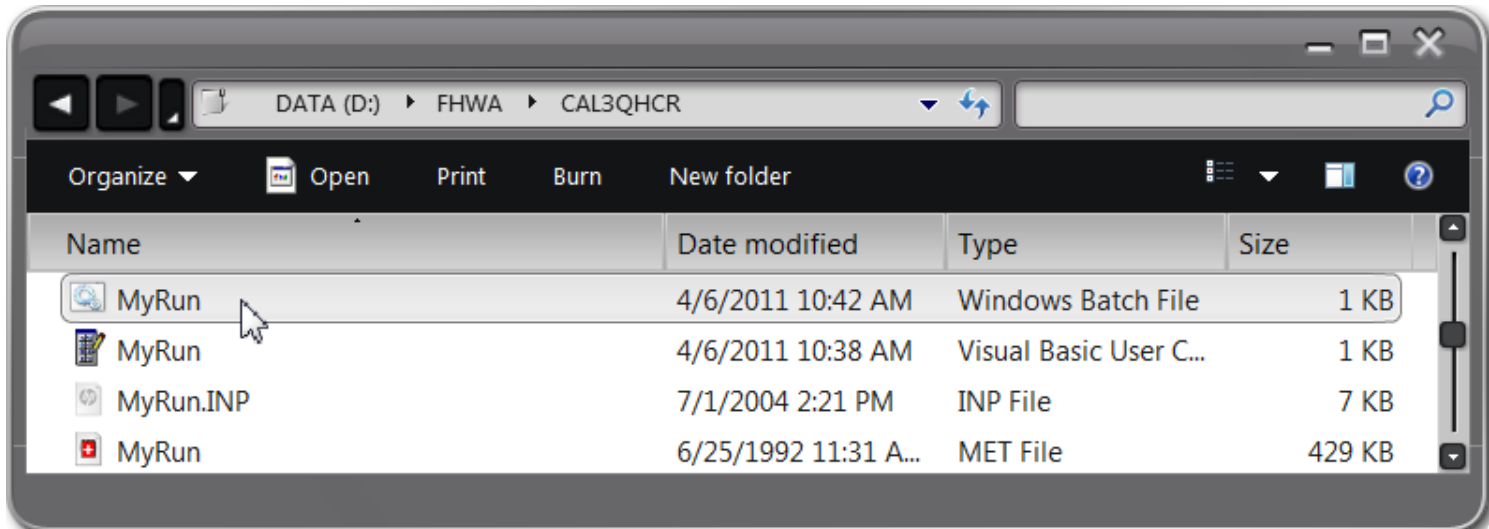 DATA (D:) FHWA CAL3QHCR
Organize Open Print Burn New folder
Name Date modified Type Size
MyRun 4/6/2011 10:42 AM Windows Batch File 1 KB
MyRun 4/6/2011 10:38 AM Visual Basic User C... 1 KB
MyRun.INP 7/1/2004 2:21 PM INP File 7 KB
MyRun 6/25/1992 11:31 A... MET File 429 KB